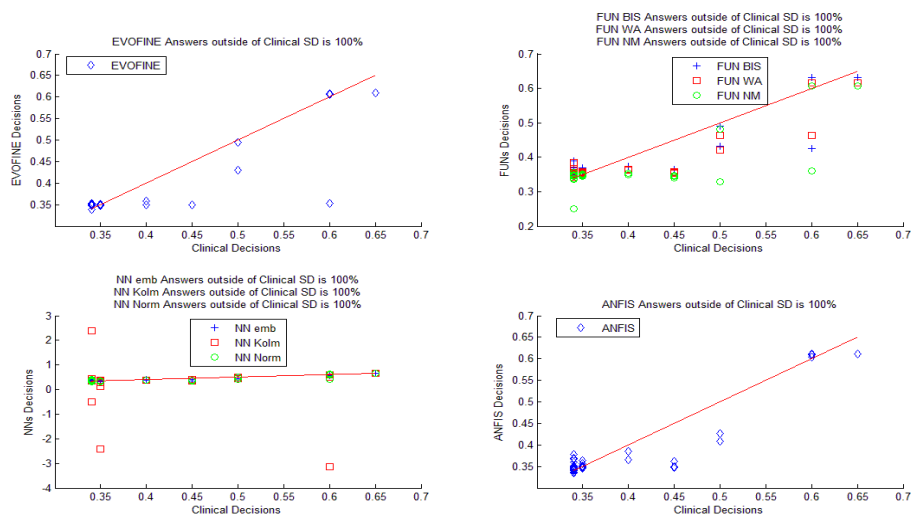 EVOFINE Answers outside of Clinical SD is 100%
0.7
0.65
0.6
0.55
0.5
0.45
0.4
0.35
EVOFINE Decisions
EVOFINE
0.35 0.4 0.45 0.5 0.55 0.6 0.65 0.7
Clinical Decisions
FUN BIS Answers outside of Clinical SD is 100%
FUN WA Answers outside of Clinical SD is 100%
FUN NM Answers outside of Clinical SD is 100%
0.7
0.6
0.5
0.4
0.3
0.2
FUNs Decisions
FUN BIS
FUN WA
FUN NM
0.35 0.4 0.45 0.5 0.55 0.6 0.65 0.7
Clinical Decisions
NN emb Answers outside of Clinical SD is 100%
NN Kolm Answers outside of Clinical SD is 100%
NN Norm Answers outside of Clinical SD is 100%
3
2
1
0
-1
-2
-3
-4
NNs Decisions
NN emb
NN Kolm
NN Norm
0.35 0.4 0.45 0.5 0.55 0.6 0.65 0.7
Clinical Decisions
ANFIS Answers outside of Clinical SD is 100%
0.65
0.6
0.55
0.5
0.45
0.4
0.35
ANFIS Decisions
ANFIS
0.35 0.4 0.45 0.5 0.55 0.6 0.65 0.7
Clinical Decisions